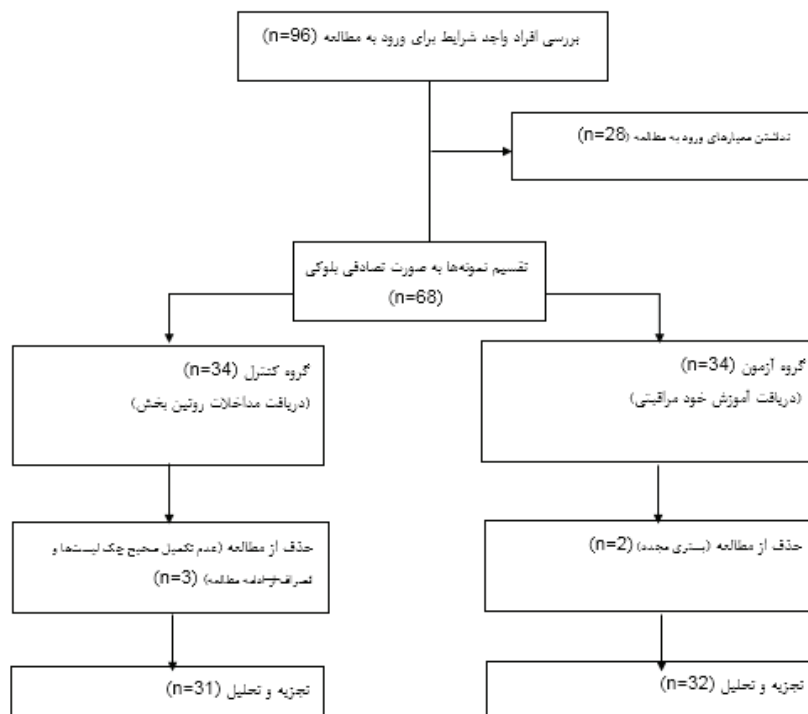 بررسی افراد واجد شرایط برای ورود به مطالعه (n=96)
نداشتن معیارهای ورود به مطالعه (n=28)
تقسیم نمونه‌ها به صورت تصادفی بلوکی
(n=68)
گروه آزمون (n=34)
(دریافت آموزش خود مراقبتی)
گروه کنترل (n=34)
(دریافت مداخلات روتین بخش)
حذف از مطالعه (بستری مجدد) (n=2)
حذف از مطالعه (عدم تکمیل صحیح چک لیست‌ها و
ادامه مطالعه) (n=3)
تجزیه و تحلیل (n=32)
تجزیه و تحلیل (n=31)